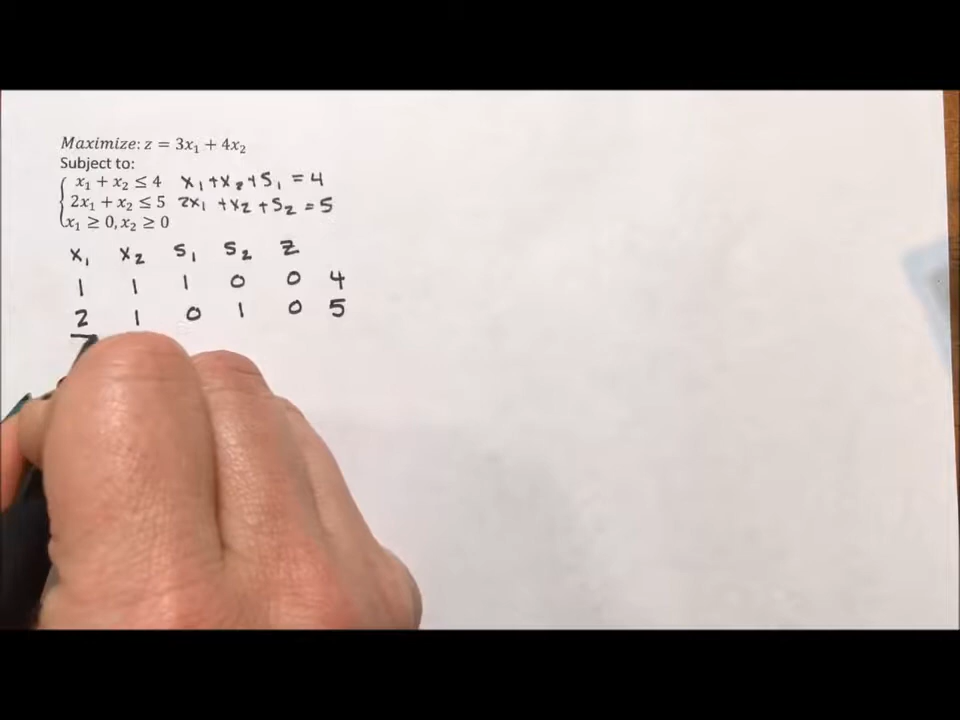 Maximize: z = 3x₁ + 4x₂
Subject to:
x₁ + x₂ ≤ 4 x₁+x₂+s₁ = 4
2x₁ + x₂ ≤ 5 2x₁ +x₂ +s₂ = 5
x₁ ≥ 0, x₂ ≥ 0
x₁ x₂ s₁ s₂ z
1 1 1 0 0 4
2 1 0 1 0 5